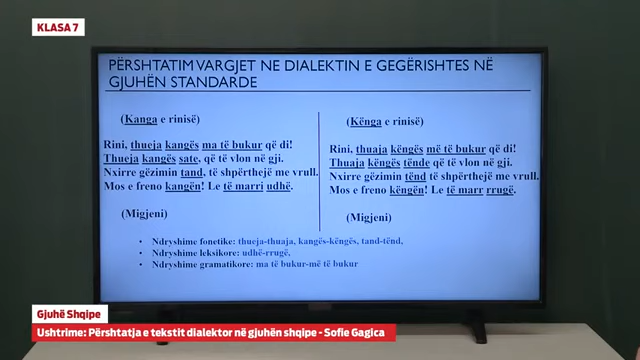 KLASA 7
PËRSHTATIM VARGJET NE DIALEKTIN E GEGËRISHTES NË
GJUHËN STANDARDE
(Kanga e rinisë)
Rini, thueja kangës ma të bukur që di!
Thueja kangës sate, që të vlon në gji.
Nxirre gëzimin tand, të shpërthejë me vrull.
Mos e freno kangën! Le të marri udhë.
(Migjeni)
(Kënga e rinisë)
Rini, thuaja këngës më të bukur që di!
Thuaja këngës tënde që të vlon në gji.
Nxirre gëzimin tënd, të shpërthejë me vrull.
Mos e freno këngën! Le të marr rrugë.
(Migjeni)
• Ndryshime fonetike: thueja-thuaja, kangës-këngës, tand-tënd,
• Ndryshime leksikore: udhë-rrugë,
• Ndryshime gramatikore: ma të bukur-më të bukur
Gjuhë Shqipe
Ushtrime: Përshtatja e tekstit dialektor në gjuhën shqipe - Sofie Gagica